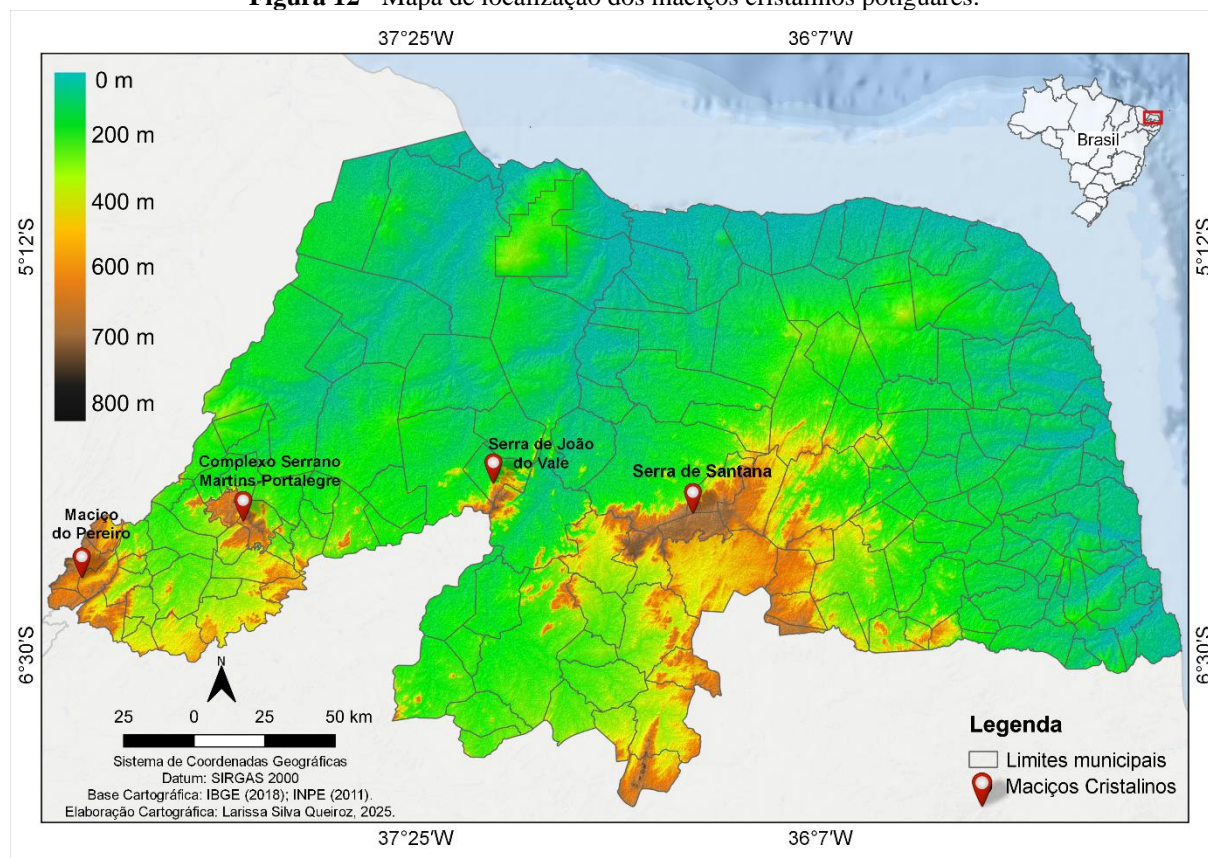 Figura 12 - Mapa de localização dos maciços cristalinos potiguares.
37°25'W
36°7'W
0 m
200 m
400 m
600 m
700 m
800 m
Brasil
5°12'S
5°12'S
Complexo Serrano
Martins-Portalegre
Serra de João
do Vale
Serra de Santana
Maciço
do Pereiro
6°30'S
6°30'S
N
25 0 25 50 km
Sistema de Coordenadas Geográficas
Datum: SIRGAS 2000
Base Cartográfica: IBGE (2018); INPE (2011).
Elaboração Cartográfica: Larissa Silva Queiroz, 2025.
Legenda
Limites municipais
Maciços Cristalinos
37°25'W
36°7'W